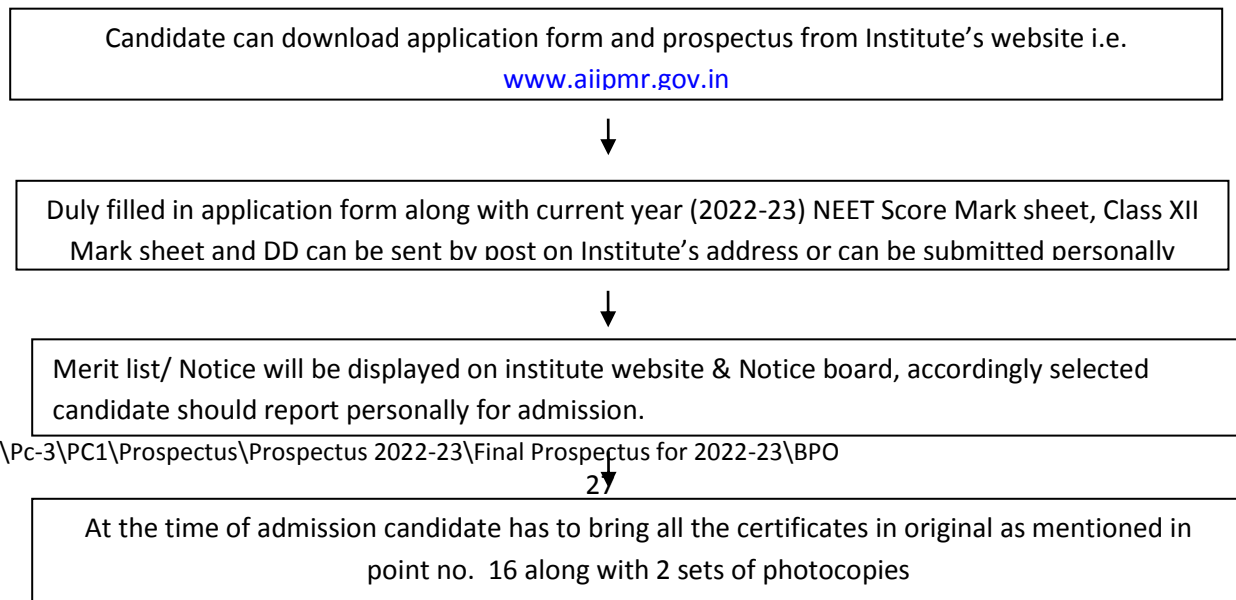 Candidate can download application form and prospectus from Institute’s website i.e.
www.aiipmr.gov.in
Duly filled in application form along with current year (2022-23) NEET Score Mark sheet, Class XII
Mark sheet and DD can be sent by post on Institute’s address or can be submitted personally
Merit list/ Notice will be displayed on institute website & Notice board, accordingly selected
candidate should report personally for admission.
\Pc-3\PC1\Prospectus\Prospectus 2022-23\Final Prospectus for 2022-23\BPO
27
At the time of admission candidate has to bring all the certificates in original as mentioned in
point no. 16 along with 2 sets of photocopies